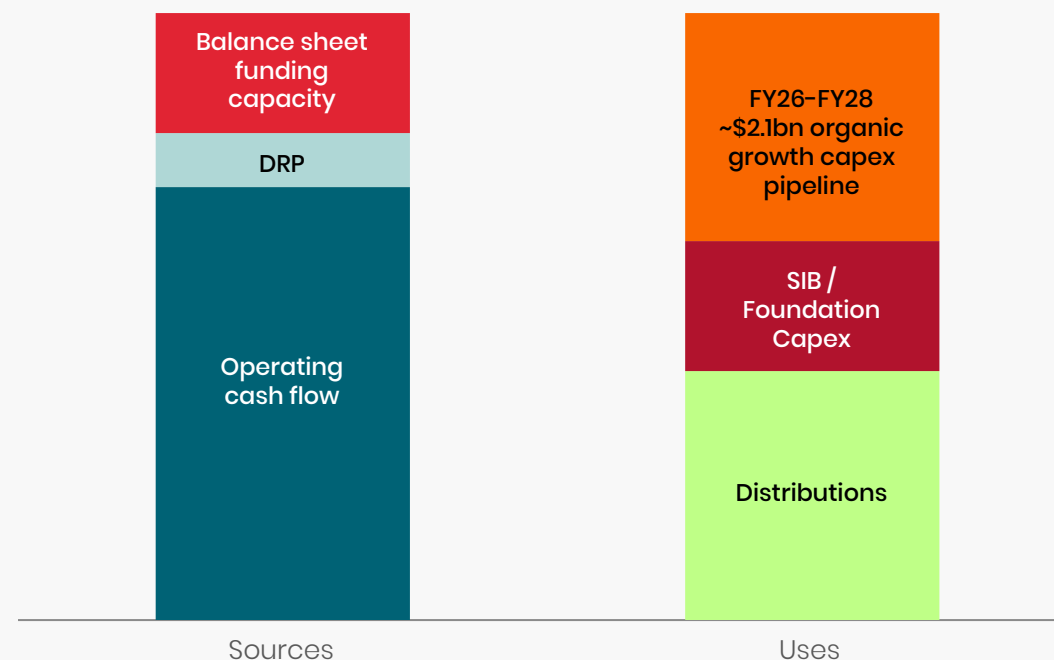 Balance sheet
funding
capacity
DRP
Operating
cash flow
Sources
FY26-FY28
~$2.1bn organic
growth capex
pipeline
SIB /
Foundation
Capex
Distributions
Uses